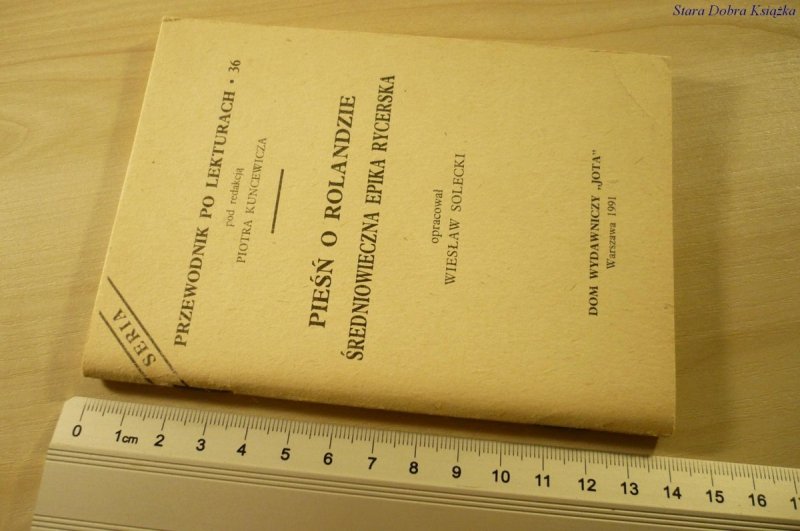 Stara Dobra Książka
SERIA
PRZEWODNIK PO LEKTURACH • 36
pod redakcją
PIOTRA KUNCEWICZA
PIEŚŃ O ROLANDZIE
ŚREDNIOWIECZNA EPIKA RYCERSKA
opracował
WIESŁAW SOLECKI
DOM WYDAWNICZY „JOTA”
Warszawa 1991
0 1cm 2 3 4 5 6 7 8 9 10 11 12 13 14 15 16 17